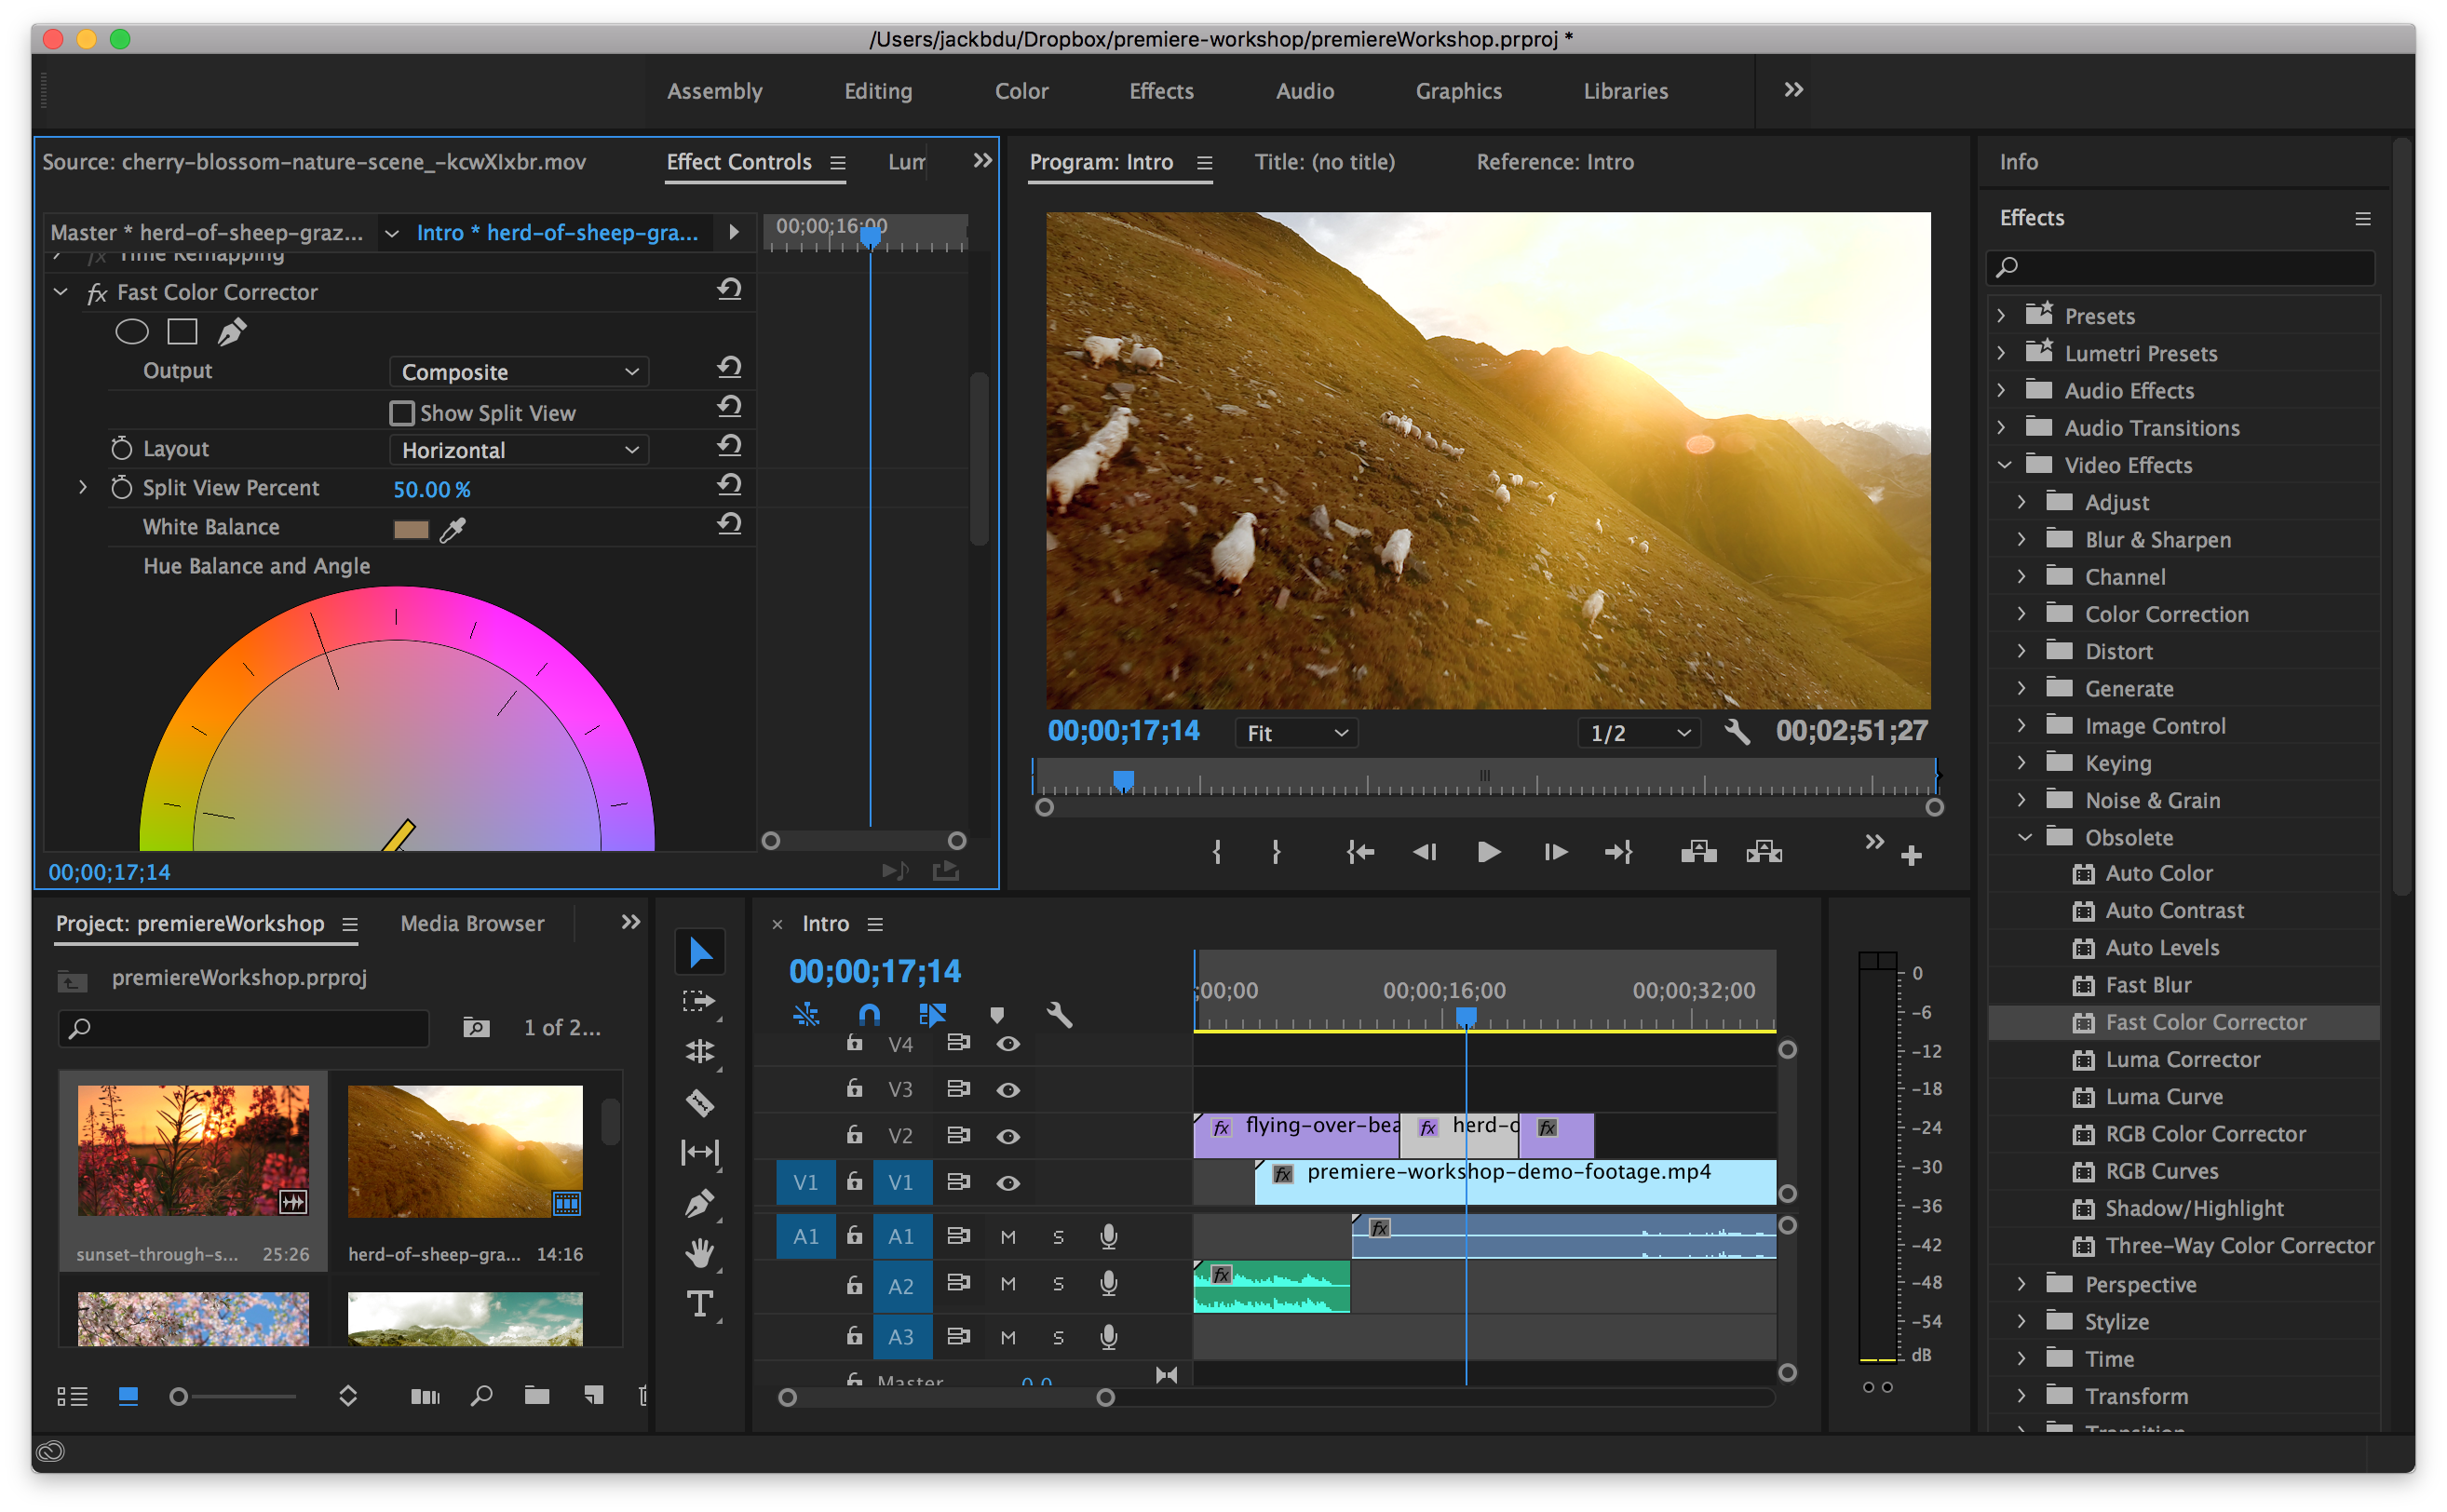 /Users/jackbdu/Dropbox/premiere-workshop/premiereWorkshop.prproj *
Assembly Editing Color Effects Audio Graphics Libraries
Source: cherry-blossom-nature-scene_-kcwXIxbr.mov Effect Controls Lum
Master * herd-of-sheep-graz... Intro * herd-of-sheep-gra...
00;00;16;00
fx Time Remapping
fx Fast Color Corrector
Output Composite
Show Split View
Layout Horizontal
Split View Percent 50.00 %
White Balance
Hue Balance and Angle
00;00;17;14
Program: Intro Title: (no title) Reference: Intro
00;00;17;14 Fit 1/2 00;02;51;27
Info
Effects
Presets
Lumetri Presets
Audio Effects
Audio Transitions
Video Effects
Adjust
Blur & Sharpen
Channel
Color Correction
Distort
Generate
Image Control
Keying
Noise & Grain
Obsolete
Auto Color
Auto Contrast
Auto Levels
Fast Blur
Fast Color Corrector
Luma Corrector
Luma Curve
RGB Color Corrector
RGB Curves
Shadow/Highlight
Three-Way Color Corrector
Perspective
Stylize
Time
Transform
Transition
Project: premiereWorkshop Media Browser
premiereWorkshop.prproj
1 of 2...
sunset-through-s... 25:26
herd-of-sheep-gra... 14:16
T
× Intro
00;00;17;14
;00;00 00;00;16;00 00;00;32;00
V4
V3
V2 fx flying-over-bea fx herd-o fx
V1 V1 fx premiere-workshop-demo-footage.mp4
A1 A1 M S fx
A2 M S fx
A3 M S
Master 0.0
0
-6
-12
-18
-24
-30
-36
-42
-48
-54
dB